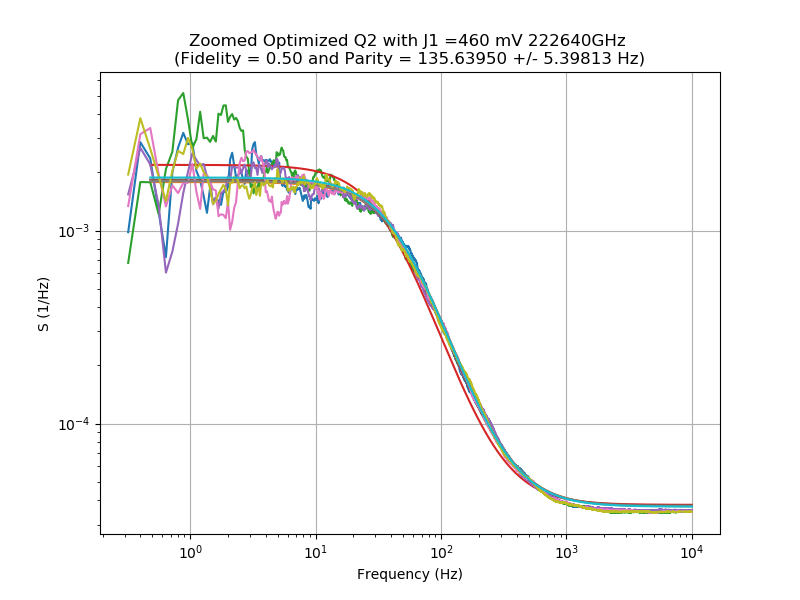 Zoomed Optimized Q2 with J1 =460 mV 222640GHz
(Fidelity = 0.50 and Parity = 135.63950 +/- 5.39813 Hz)
S (1/Hz)
10⁻³
10⁻⁴
10⁰ 10¹ 10² 10³ 10⁴
Frequency (Hz)